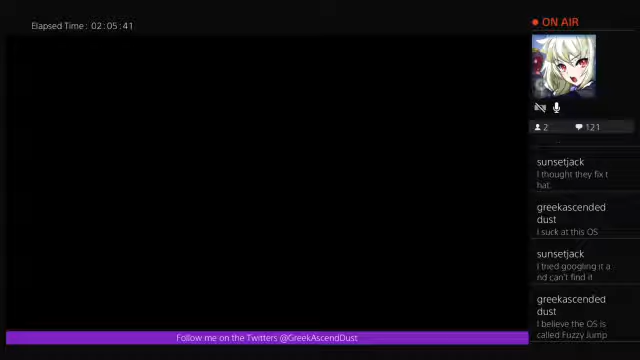 Elapsed Time : 02:05:41
ON AIR
2
121
sunsetjack
I thought they fix t
hat.
greekascended
dust
I suck at this OS
sunsetjack
I tried googling it a
nd can't find it
greekascended
dust
I believe the OS is
called Fuzzy Jump
Follow me on the Twitters @GreekAscendDust